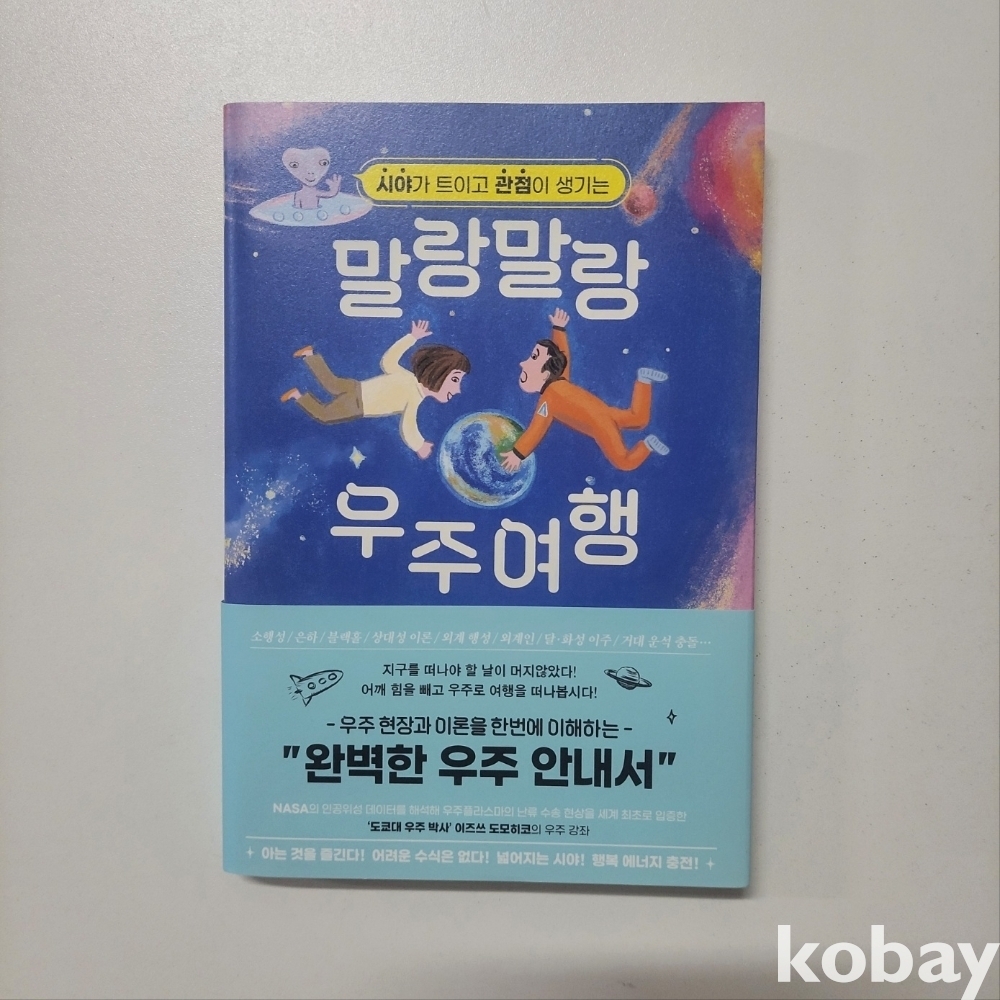 시야가 트이고 관점이 생기는
말랑말랑
우주여행
소행성 / 은하 / 블랙홀 / 상대성 이론 / 외계 행성 / 외계인 / 달·화성 이주 / 거대 운석 충돌…
지구를 떠나야 할 날이 머지않았다!
어깨 힘을 빼고 우주로 여행을 떠나봅시다!
- 우주 현장과 이론을 한번에 이해하는 -
"완벽한 우주 안내서"
NASA의 인공위성 데이터를 해석해 우주플라스마의 난류 수송 현상을 세계 최초로 입증한
'도쿄대 우주 박사' 이즈쓰 도모히코의 우주 강좌
아는 것을 즐긴다! 어려운 수식은 없다! 넓어지는 시야! 행복 에너지 충전!
kobay